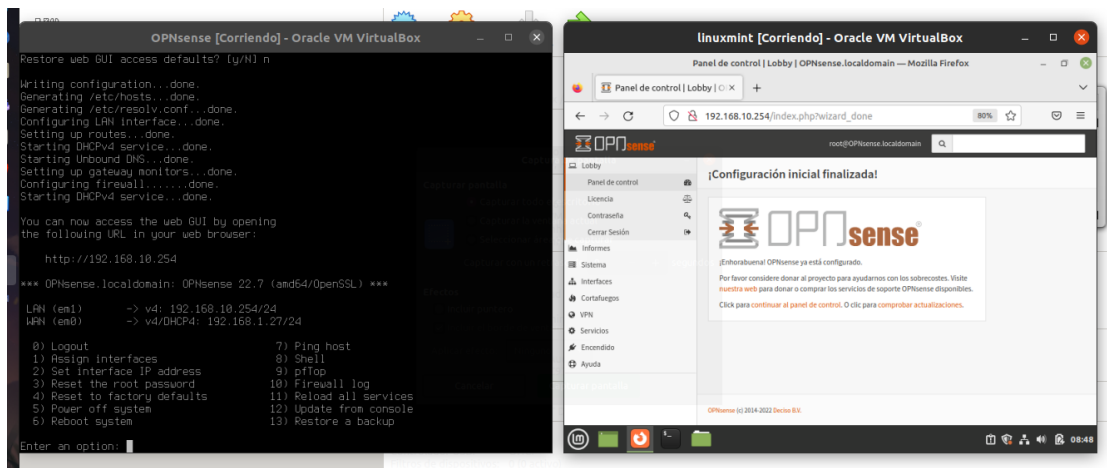 OPNsense [Corriendo] - Oracle VM VirtualBox
Restore web GUI access defaults? [y/N] n
Writing configuration...done.
Generating /etc/hosts...done.
Generating /etc/resolv.conf...done.
Configuring LAN interface...done.
Setting up routes...done.
Starting DHCPv4 service...done.
Starting Unbound DNS...done.
Setting up gateway monitors...done.
Configuring firewall.......done.
Starting DHCPv4 service...done.
You can now access the web GUI by opening
the following URL in your web browser:
http://192.168.10.254
*** OPNsense.localdomain: OPNsense 22.7 (amd64/OpenSSL) ***
LAN (em1) -> v4: 192.168.10.254/24
WAN (em0) -> v4/DHCP4: 192.168.1.27/24
0) Logout 7) Ping host
1) Assign interfaces 8) Shell
2) Set interface IP address 9) pfTop
3) Reset the root password 10) Firewall log
4) Reset to factory defaults 11) Reload all services
5) Power off system 12) Update from console
6) Reboot system 13) Restore a backup
Enter an option:
linuxmint [Corriendo] - Oracle VM VirtualBox
Panel de control | Lobby | OPNsense.localdomain — Mozilla Firefox
Panel de control | Lobby | O
192.168.10.254/index.php?wizard_done
80%
OPNsense
root@OPNsense.localdomain
Lobby
Panel de control
Licencia
Contraseña
Cerrar Sesión
Informes
Sistema
Interfaces
Cortafuegos
VPN
Servicios
Encendido
Ayuda
¡Configuración inicial finalizada!
OPNsense
¡Enhorabuena! OPNsense ya está configurado.
Por favor considere donar al proyecto para ayudarnos con los sobrecostes. Visite
nuestra web para donar o comprar los servicios de soporte OPNsense disponibles.
Click para continuar al panel de control. O clic para comprobar actualizaciones.
OPNsense (c) 2014-2022 Deciso B.V.
08:48